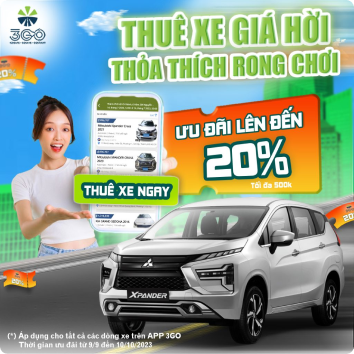 3GO
THUÊ XE GIÁ HỜI
THỎA THÍCH RONG CHƠI
ƯU ĐÃI LÊN ĐẾN
20%
Tối đa 500k
THUÊ XE NGAY
XPANDER
(*) Áp dụng cho tất cả các dòng xe trên APP 3GO
Thời gian ưu đãi từ 9/9 đến 10/10/2023